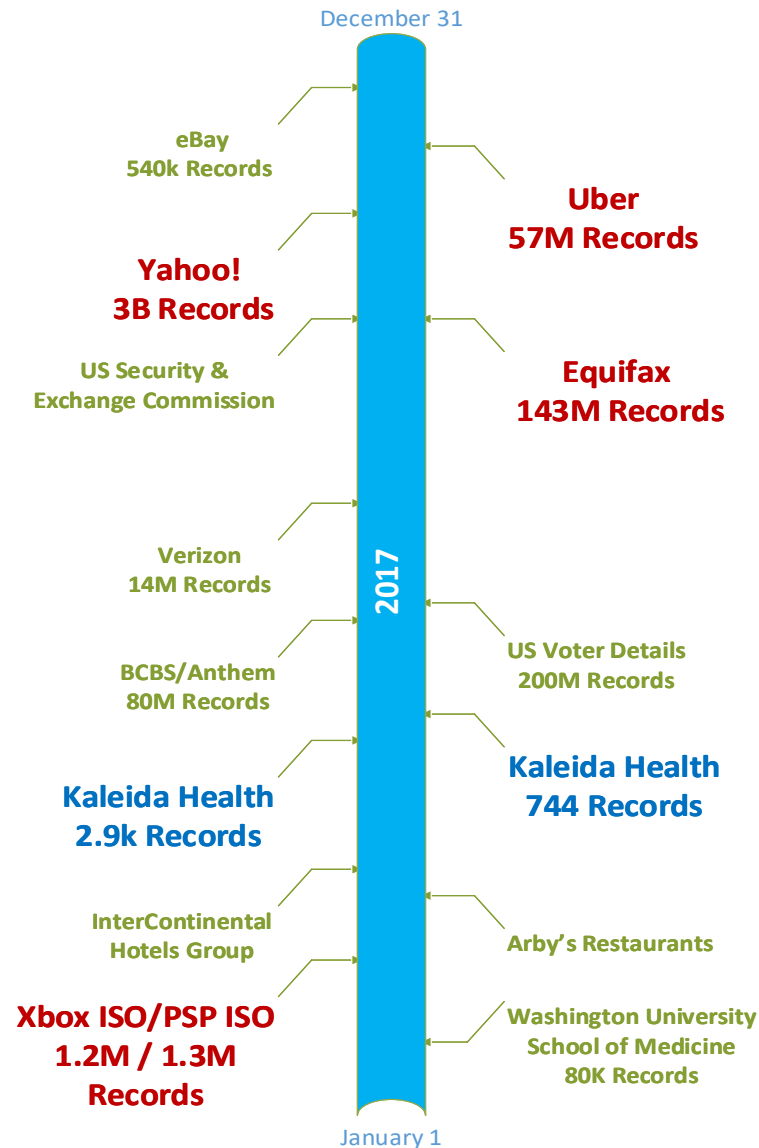 December 31
eBay
540k Records
Uber
57M Records
Yahoo!
3B Records
US Security &
Exchange Commission
Equifax
143M Records
Verizon
14M Records
2017
US Voter Details
200M Records
BCBS/Anthem
80M Records
Kaleida Health
744 Records
Kaleida Health
2.9k Records
InterContinental
Hotels Group
Arby’s Restaurants
Xbox ISO/PSP ISO
1.2M / 1.3M
Records
Washington University
School of Medicine
80K Records
January 1